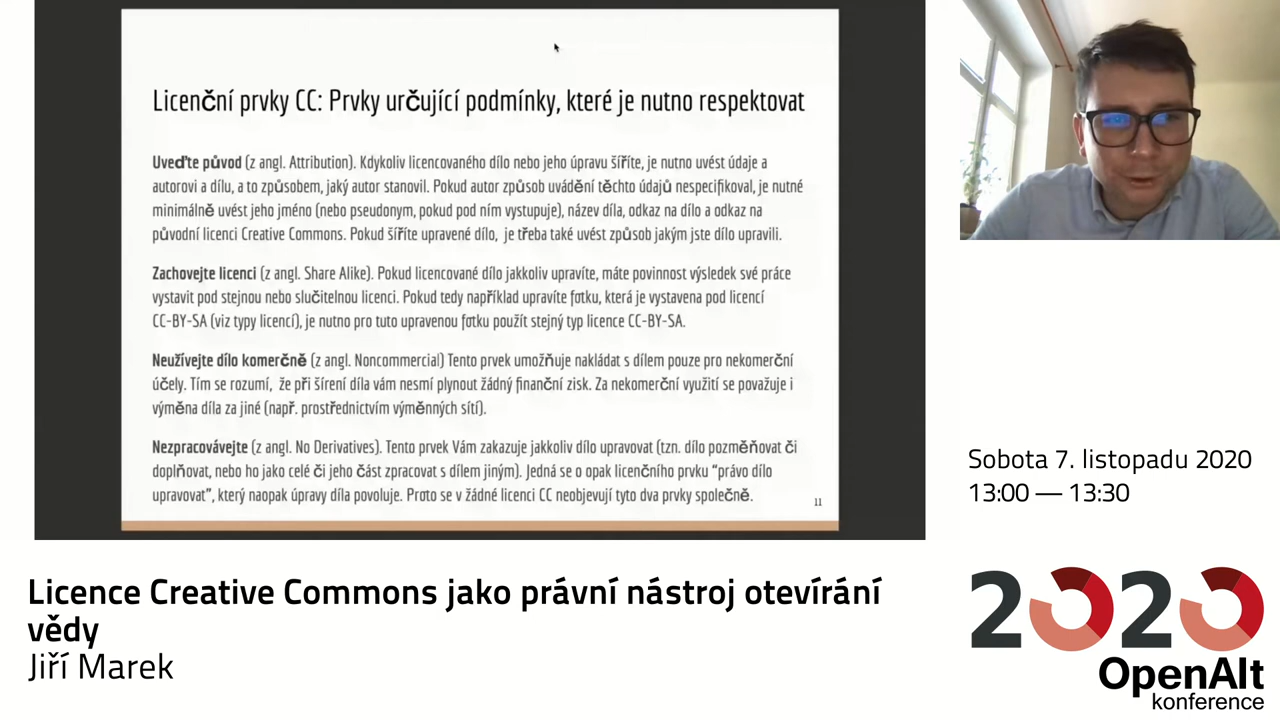 Licenční prvky CC: Prvky určující podmínky, které je nutno respektovat
Uveďte původ (z angl. Attribution). Kdykoliv licencovaného dílo nebo jeho úpravu šíříte, je nutno uvést údaje a
autorovi a dílu, a to způsobem, jaký autor stanovil. Pokud autor způsob uvádění těchto údajů nespecifikoval, je nutné
minimálně uvést jeho jméno (nebo pseudonym, pokud pod ním vystupuje), název díla, odkaz na dílo a odkaz na
původní licenci Creative Commons. Pokud šíříte upravené dílo, je třeba také uvést způsob jakým jste dílo upravili.
Zachovejte licenci (z angl. Share Alike). Pokud licencované dílo jakkoliv upravíte, máte povinnost výsledek své práce
vystavit pod stejnou nebo slučitelnou licenci. Pokud tedy například upravíte fotku, která je vystavena pod licencí
CC-BY-SA (viz typy licencí), je nutno pro tuto upravenou fotku použít stejný typ licence CC-BY-SA.
Neužívejte dílo komerčně (z angl. Noncommercial) Tento prvek umožňuje nakládat s dílem pouze pro nekomerční
účely. Tím se rozumí, že při šírení díla vám nesmí plynout žádný finanční zisk. Za nekomerční využití se považuje i
výměna díla za jiné (např. prostřednictvím výměnných sítí).
Nezpracovávejte (z angl. No Derivatives). Tento prvek Vám zakazuje jakkoliv dílo upravovat (tzn. dílo pozměňovat či
doplňovat, nebo ho jako celé či jeho část zpracovat s dílem jiným). Jedná se o opak licenčního prvku “právo dílo
upravovat”, který naopak úpravy díla povoluje. Proto se v žádné licenci CC neobjevují tyto dva prvky společně.
11
Sobota 7. listopadu 2020
13:00 — 13:30
Licence Creative Commons jako právní nástroj otevírání
vědy
Jiří Marek
2020
OpenAlt
konference